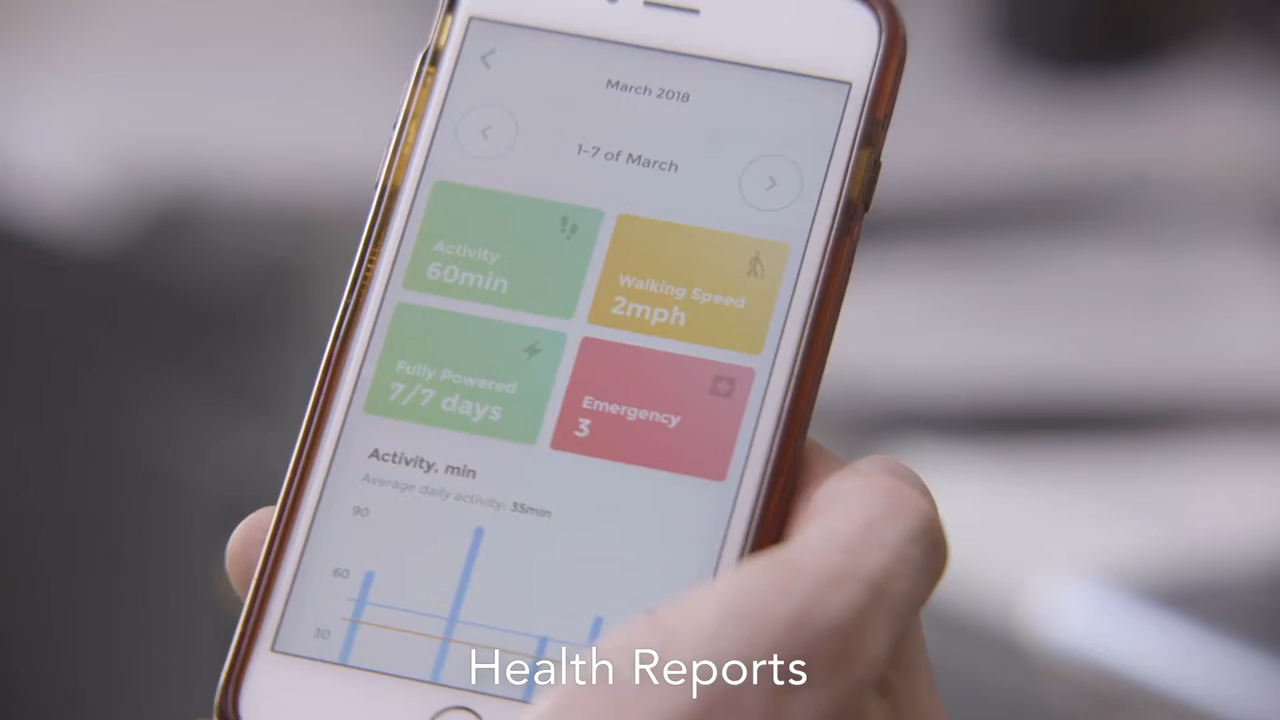 March 2018
1-7 of March
Activity
60min
Walking Speed
2mph
Fully Powered
7/7 days
Emergency
3
Activity, min
Average daily activity: 35min
90
60
30
Health Reports